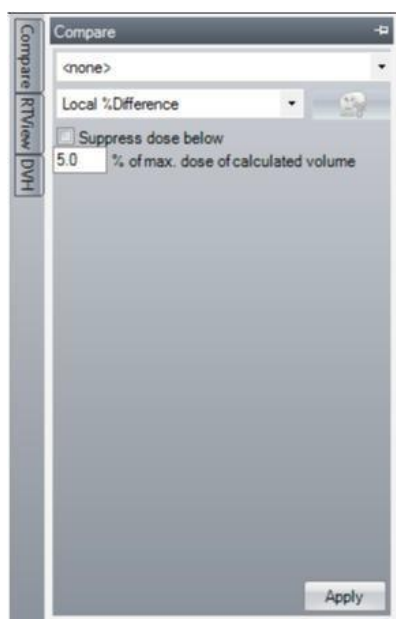 Compare
RTView
DVH
Compare
<none>
Local %Difference
Suppress dose below
5.0 % of max. dose of calculated volume
Apply